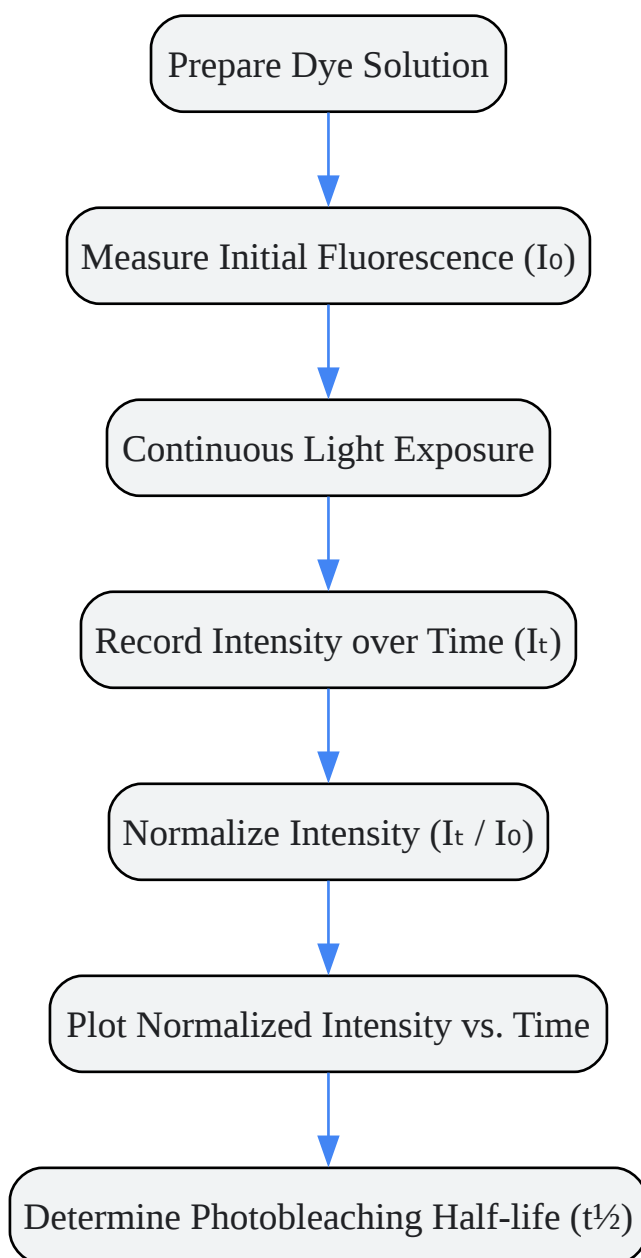 Prepare Dye Solution
Measure Initial Fluorescence (I₀)
Continuous Light Exposure
Record Intensity over Time (Iₜ)
Normalize Intensity (Iₜ / I₀)
Plot Normalized Intensity vs. Time
Determine Photobleaching Half-life (t½)